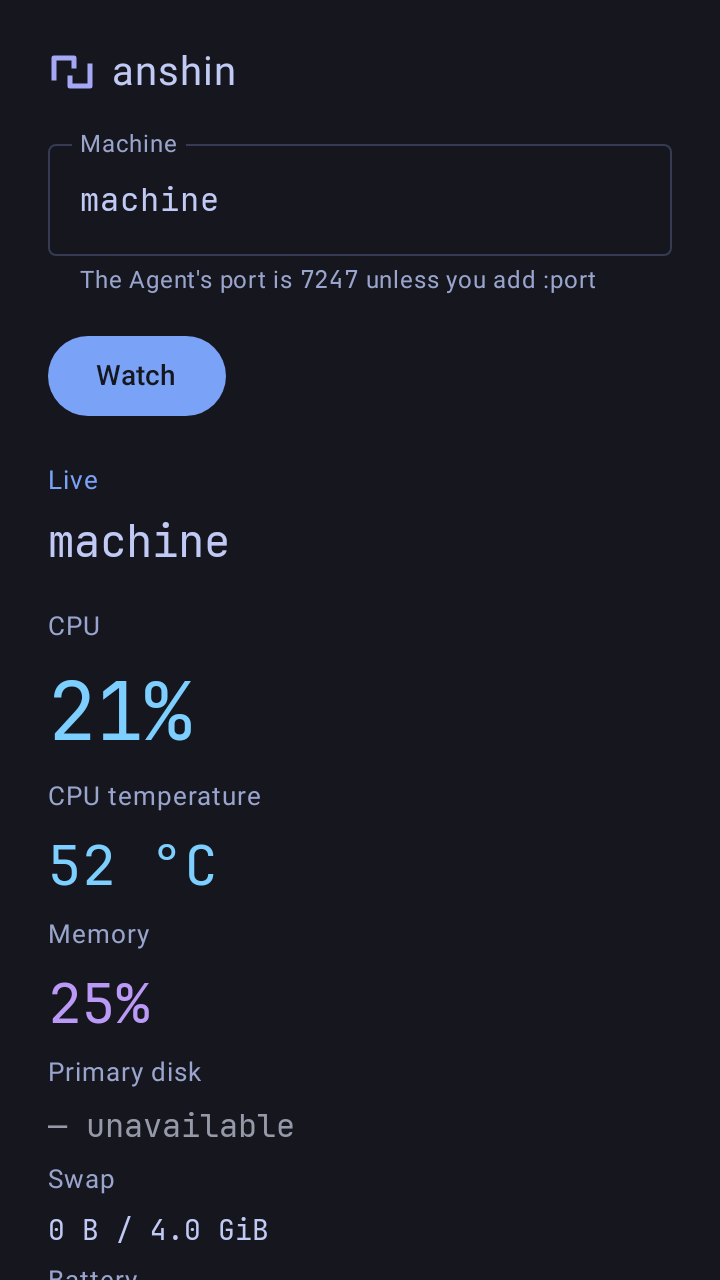 anshin
Machine
machine
The Agent's port is 7247 unless you add :port
Watch
Live
machine
CPU
21%
CPU temperature
52 °C
Memory
25%
Primary disk
— unavailable
Swap
0 B / 4.0 GiB
Battery